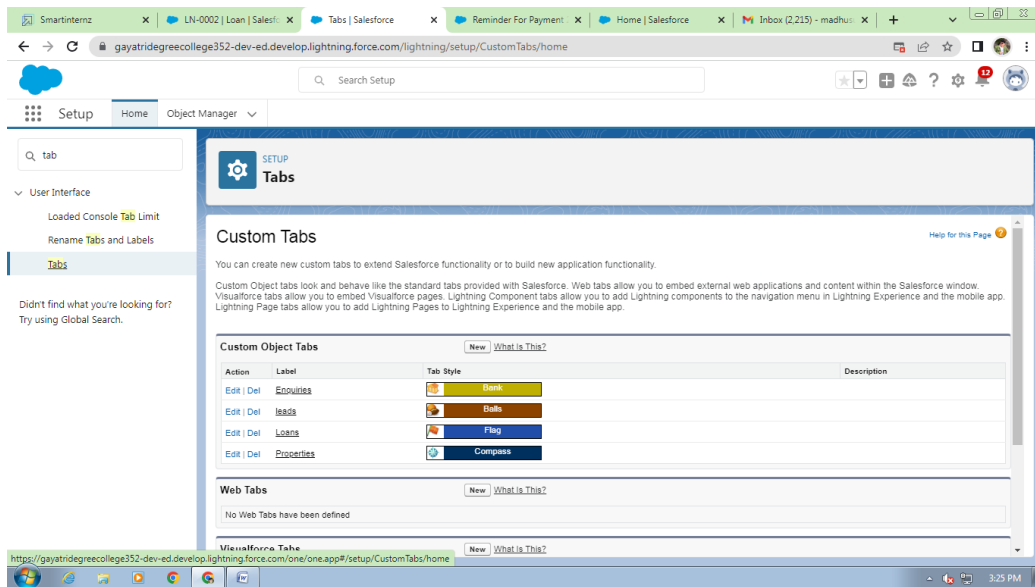 Smartinternz
LN-0002 | Loan | Salesfo
Tabs | Salesforce
Reminder For Payment
Home | Salesforce
Inbox (2,215) - madhus
gayatridegreecollege352-dev-ed.develop.lightning.force.com/lightning/setup/CustomTabs/home
Search Setup
12
Setup
Home
Object Manager
tab
User Interface
Loaded Console Tab Limit
Rename Tabs and Labels
Tabs
Didn't find what you're looking for?
Try using Global Search.
SETUP
Tabs
Custom Tabs
Help for this Page
You can create new custom tabs to extend Salesforce functionality or to build new application functionality.
Custom Object tabs look and behave like the standard tabs provided with Salesforce. Web tabs allow you to embed external web applications and content within the Salesforce window.
Visualforce tabs allow you to embed Visualforce pages. Lightning Component tabs allow you to add Lightning components to the navigation menu in Lightning Experience and the mobile app.
Lightning Page tabs allow you to add Lightning Pages to Lightning Experience and the mobile app.
Custom Object Tabs New What Is This?
Action Label Tab Style Description
Edit | Del Enquiries Bank
Edit | Del leads Balls
Edit | Del Loans Flag
Edit | Del Properties Compass
Web Tabs New What Is This?
No Web Tabs have been defined
Visualforce Tabs New What Is This?
https://gayatridegreecollege352-dev-ed.develop.lightning.force.com/one/one.app#/setup/CustomTabs/home
3:25 PM